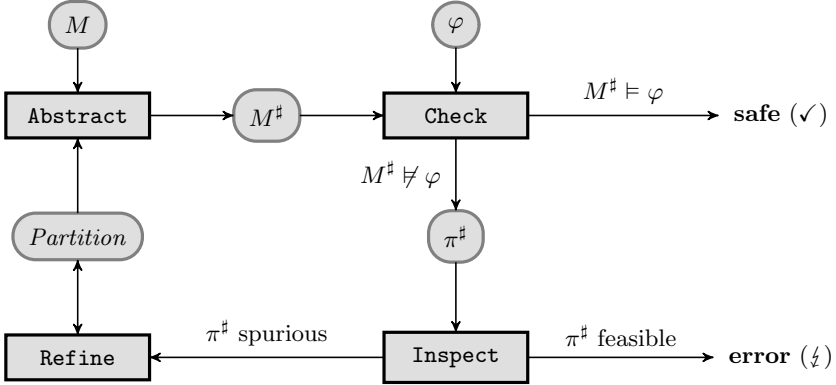 M
φ
Abstract
M♯
Check
M♯ ⊨ φ
safe (✓)
M♯ ⊭ φ
Partition
π♯
Refine
π♯ spurious
Inspect
π♯ feasible
error (↯)